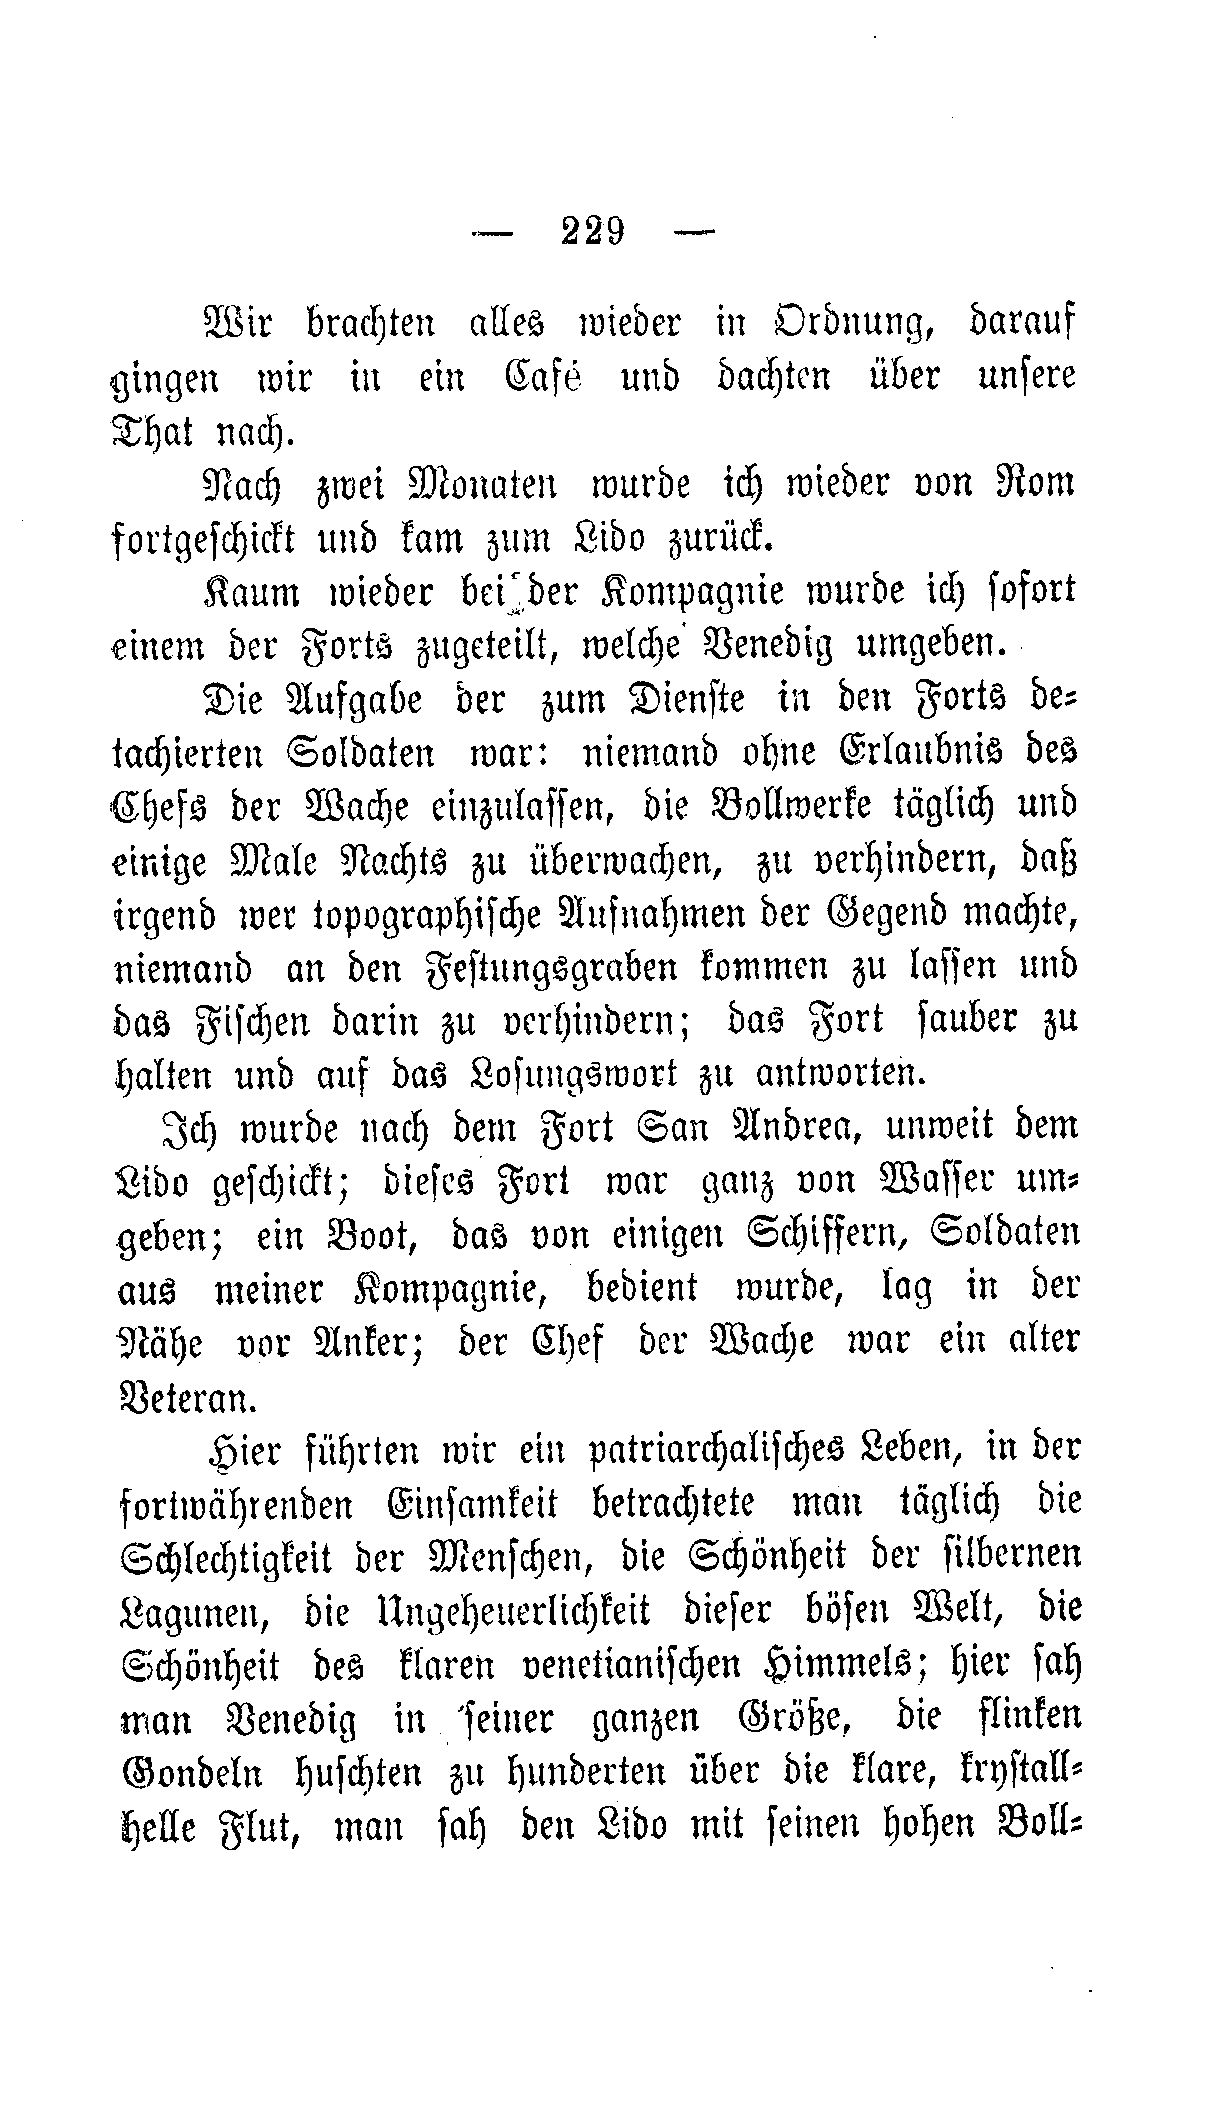 — 229 —
Wir brachten alles wieder in Ordnung, darauf
gingen wir in ein Café und dachten über unsere
That nach.
Nach zwei Monaten wurde ich wieder von Rom
fortgeschickt und kam zum Lido zurück.
Kaum wieder bei der Kompagnie wurde ich sofort
einem der Forts zugeteilt, welche Venedig umgeben.
Die Aufgabe der zum Dienste in den Forts de-
tachierten Soldaten war: niemand ohne Erlaubnis des
Chefs der Wache einzulassen, die Bollwerke täglich und
einige Male Nachts zu überwachen, zu verhindern, daß
irgend wer topographische Aufnahmen der Gegend machte,
niemand an den Festungsgraben kommen zu lassen und
das Fischen darin zu verhindern; das Fort sauber zu
halten und auf das Losungswort zu antworten.
Ich wurde nach dem Fort San Andrea, unweit dem
Lido geschickt; dieses Fort war ganz von Wasser um-
geben; ein Boot, das von einigen Schiffern, Soldaten
aus meiner Kompagnie, bedient wurde, lag in der
Nähe vor Anker; der Chef der Wache war ein alter
Veteran.
Hier führten wir ein patriarchalisches Leben, in der
fortwährenden Einsamkeit betrachtete man täglich die
Schlechtigkeit der Menschen, die Schönheit der silbernen
Lagunen, die Ungeheuerlichkeit dieser bösen Welt, die
Schönheit des klaren venetianischen Himmels; hier sah
man Venedig in seiner ganzen Größe, die flinken
Gondeln huschten zu hunderten über die klare, krystall-
helle Flut, man sah den Lido mit seinen hohen Boll-